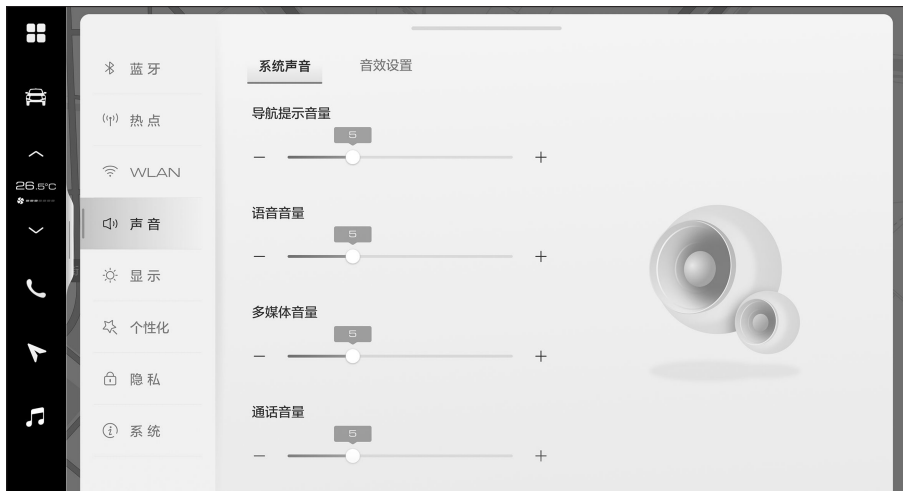 26.5°C
蓝牙
热点
WLAN
声音
显示
个性化
隐私
系统
系统声音 音效设置
导航提示音量
5
语音音量
5
多媒体音量
5
通话音量
5